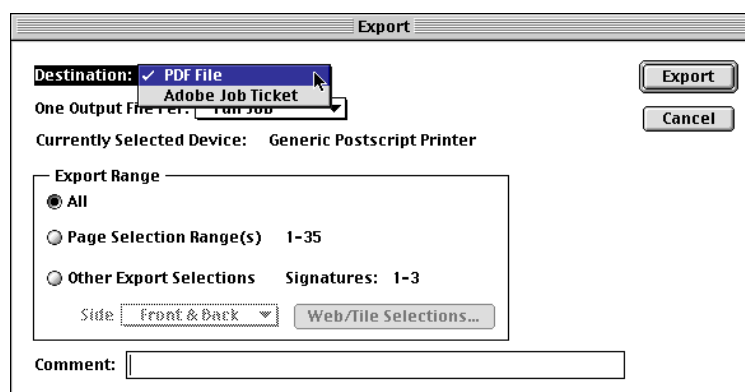 Export
Destination: ✓ PDF File
Adobe Job Ticket
One Output File Per: Full Job
Export
Cancel
Currently Selected Device: Generic Postscript Printer
Export Range
All
Page Selection Range(s) 1-35
Other Export Selections Signatures: 1-3
Side Front & Back Web/Tile Selections...
Comment: